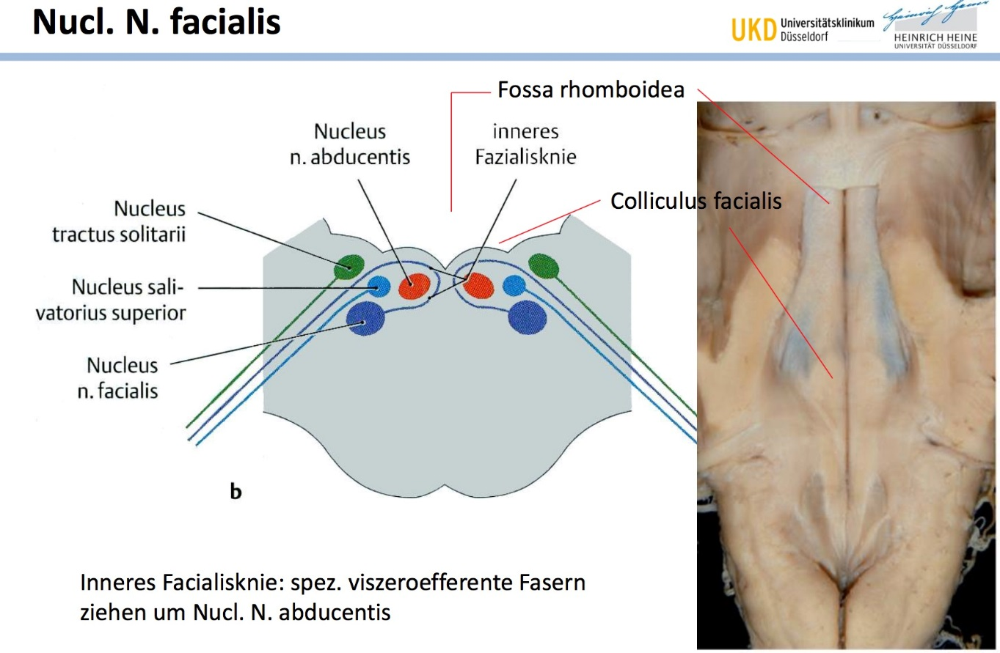 Nucl. N. facialis
UKD Universitätsklinikum
Düsseldorf
HEINRICH HEINE
UNIVERSITÄT DÜSSELDORF
Fossa rhomboidea
Nucleus
n. abducentis
inneres
Fazialisknie
Colliculus facialis
Nucleus
tractus solitarii
Nucleus sali-
vatorius superior
Nucleus
n. facialis
b
Inneres Facialisknie: spez. viszeroefferente Fasern
ziehen um Nucl. N. abducentis